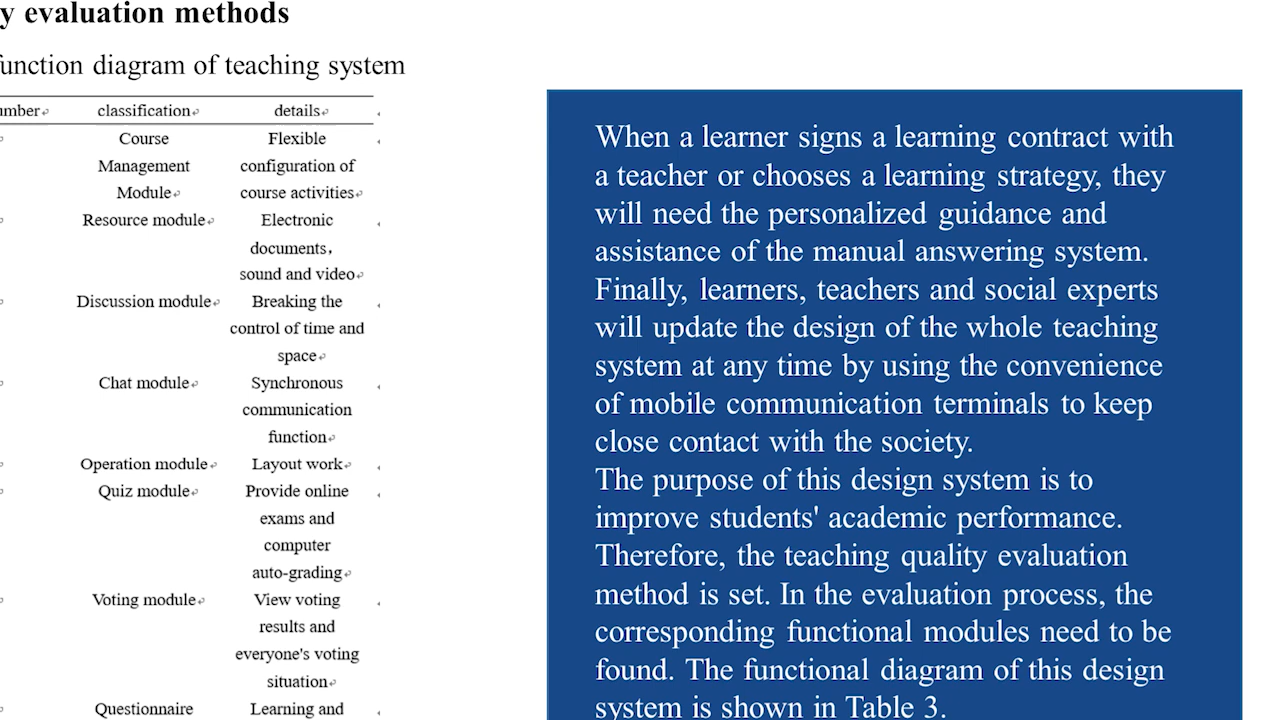 y evaluation methods
function diagram of teaching system
umber classification details
Course Flexible
Management configuration of
Module course activities
Resource module Electronic
documents,
sound and video
Discussion module Breaking the
control of time and
space
Chat module Synchronous
communication
function
Operation module Layout work
Quiz module Provide online
exams and
computer
auto-grading
Voting module View voting
results and
everyone's voting
situation
Questionnaire Learning and
When a learner signs a learning contract with
a teacher or chooses a learning strategy, they
will need the personalized guidance and
assistance of the manual answering system.
Finally, learners, teachers and social experts
will update the design of the whole teaching
system at any time by using the convenience
of mobile communication terminals to keep
close contact with the society.
The purpose of this design system is to
improve students' academic performance.
Therefore, the teaching quality evaluation
method is set. In the evaluation process, the
corresponding functional modules need to be
found. The functional diagram of this design
system is shown in Table 3.